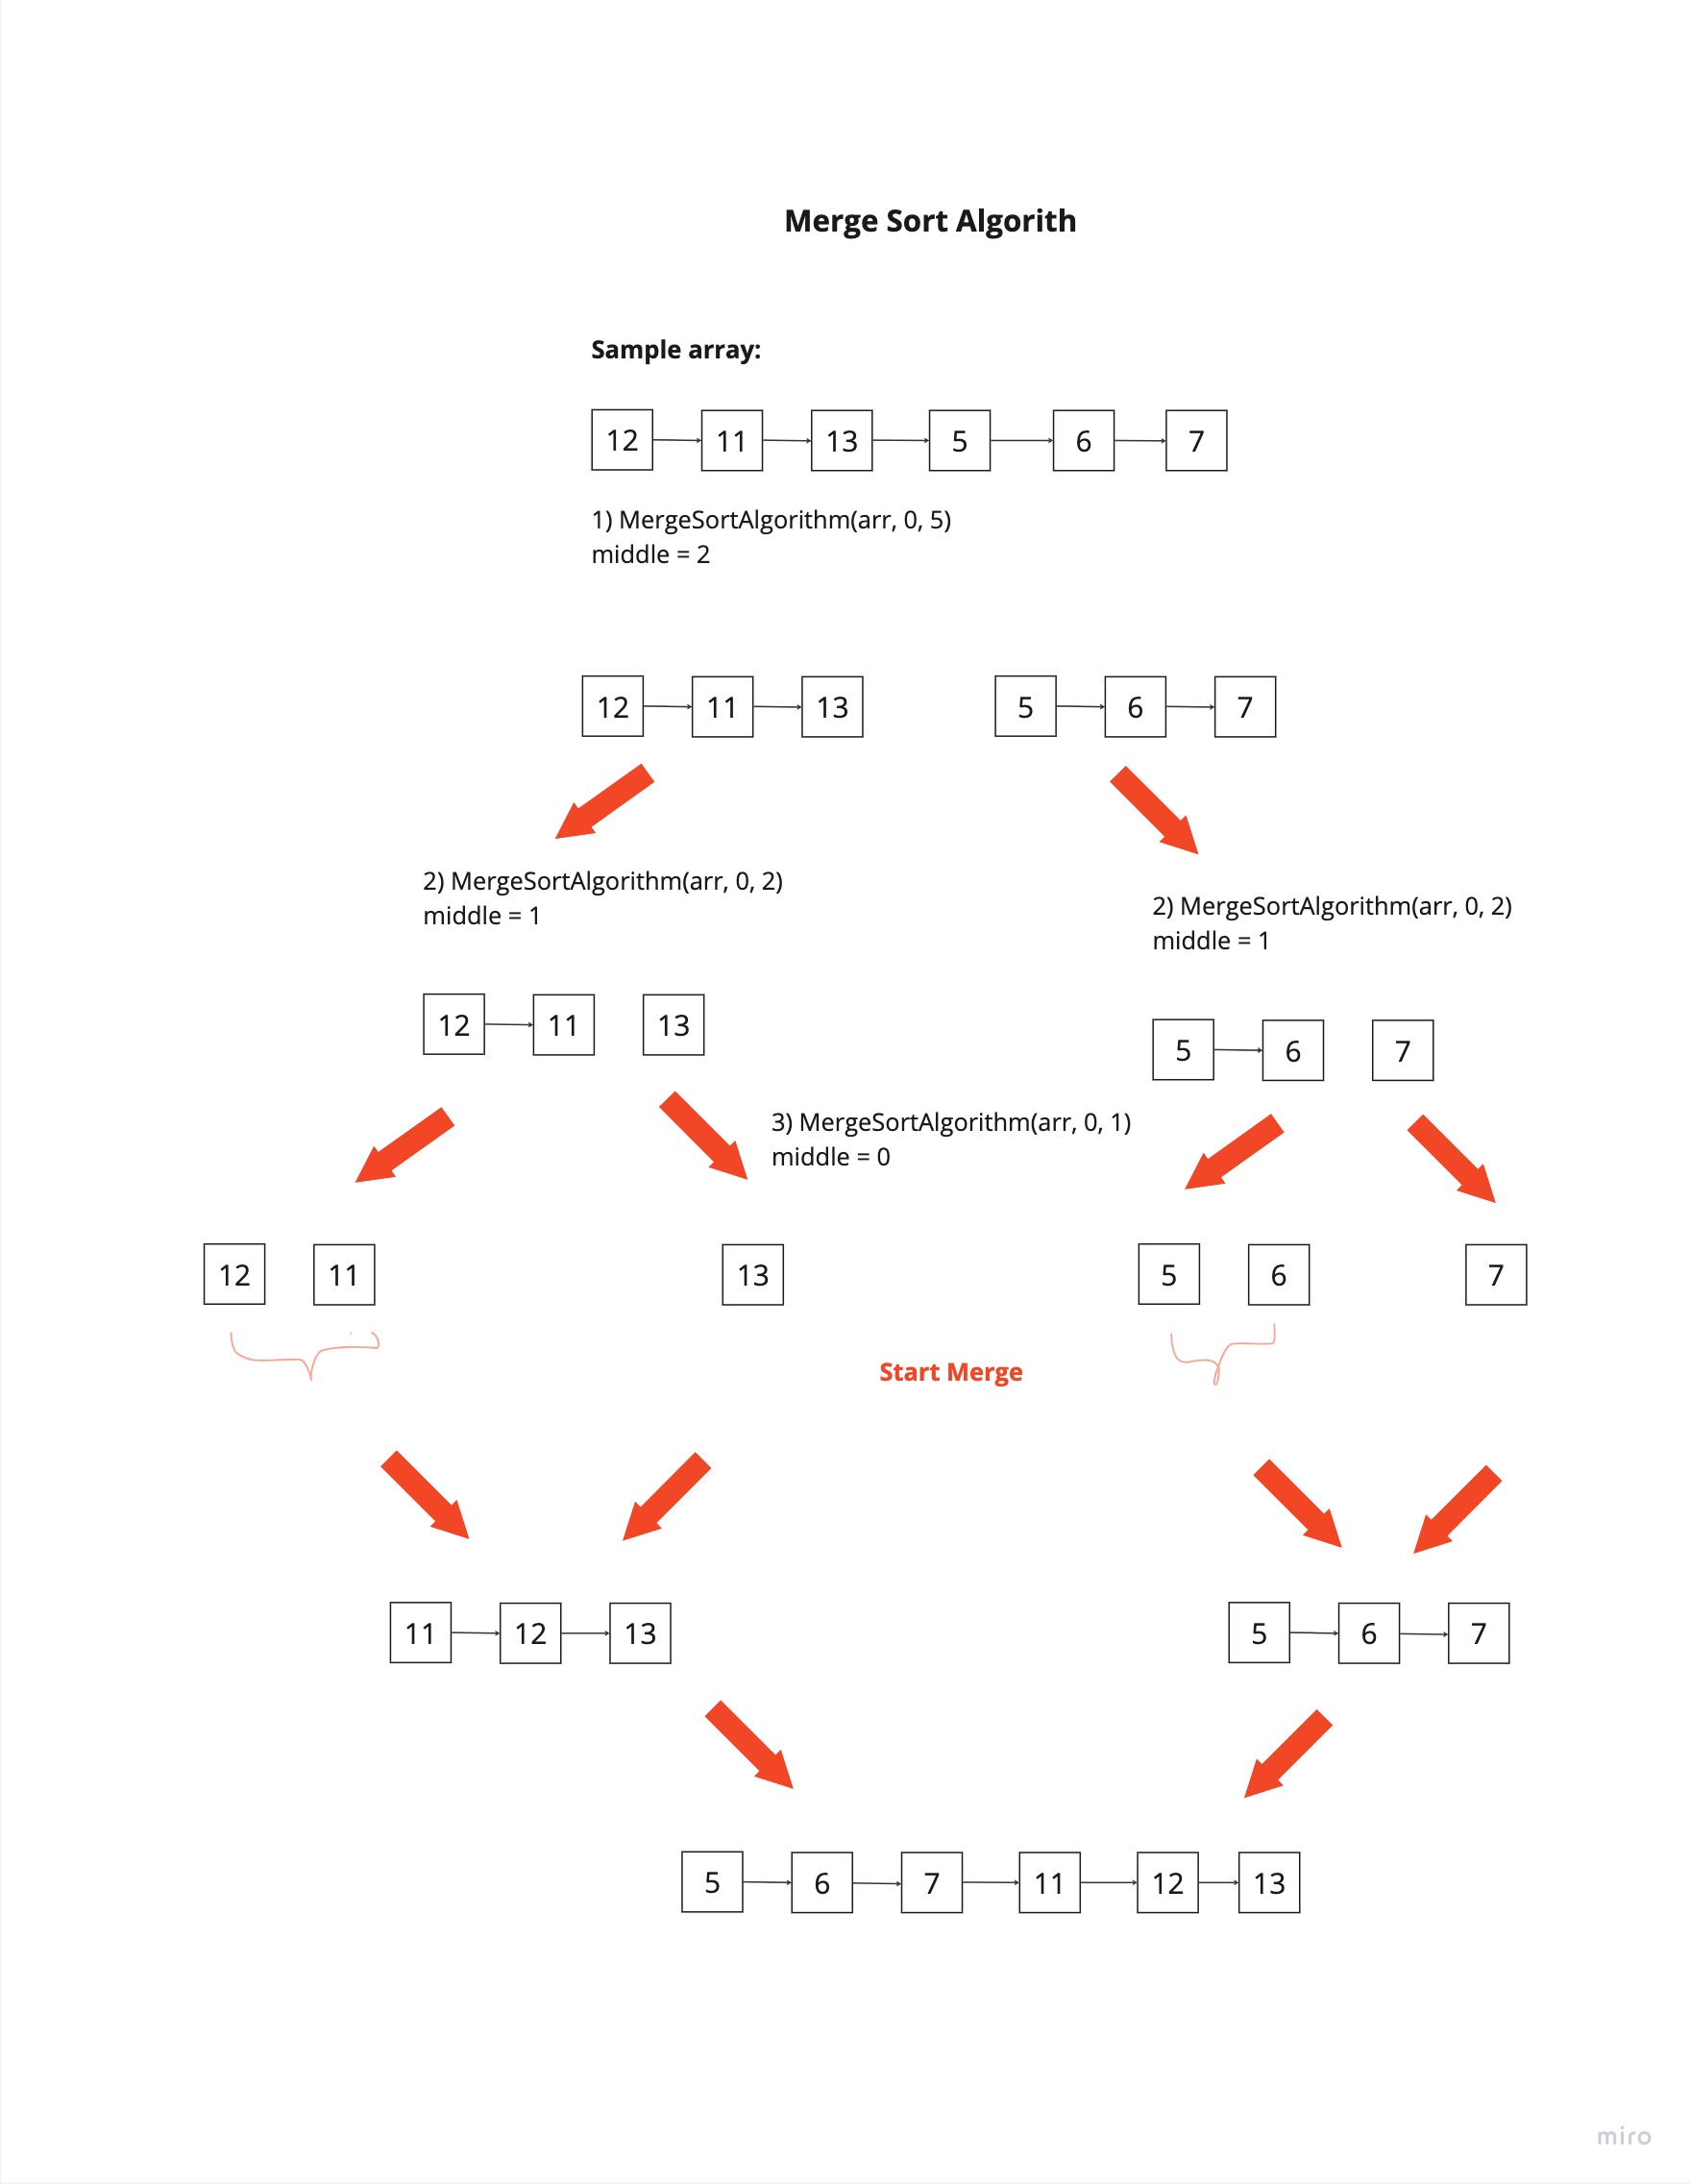 Merge Sort Algorith
Sample array:
12 11 13 5 6 7
1) MergeSortAlgorithm(arr, 0, 5)
middle = 2
12 11 13 5 6 7
2) MergeSortAlgorithm(arr, 0, 2)
middle = 1
2) MergeSortAlgorithm(arr, 0, 2)
middle = 1
12 11 13
5 6 7
3) MergeSortAlgorithm(arr, 0, 1)
middle = 0
12 11 13 5 6 7
Start Merge
11 12 13 5 6 7
5 6 7 11 12 13
miro